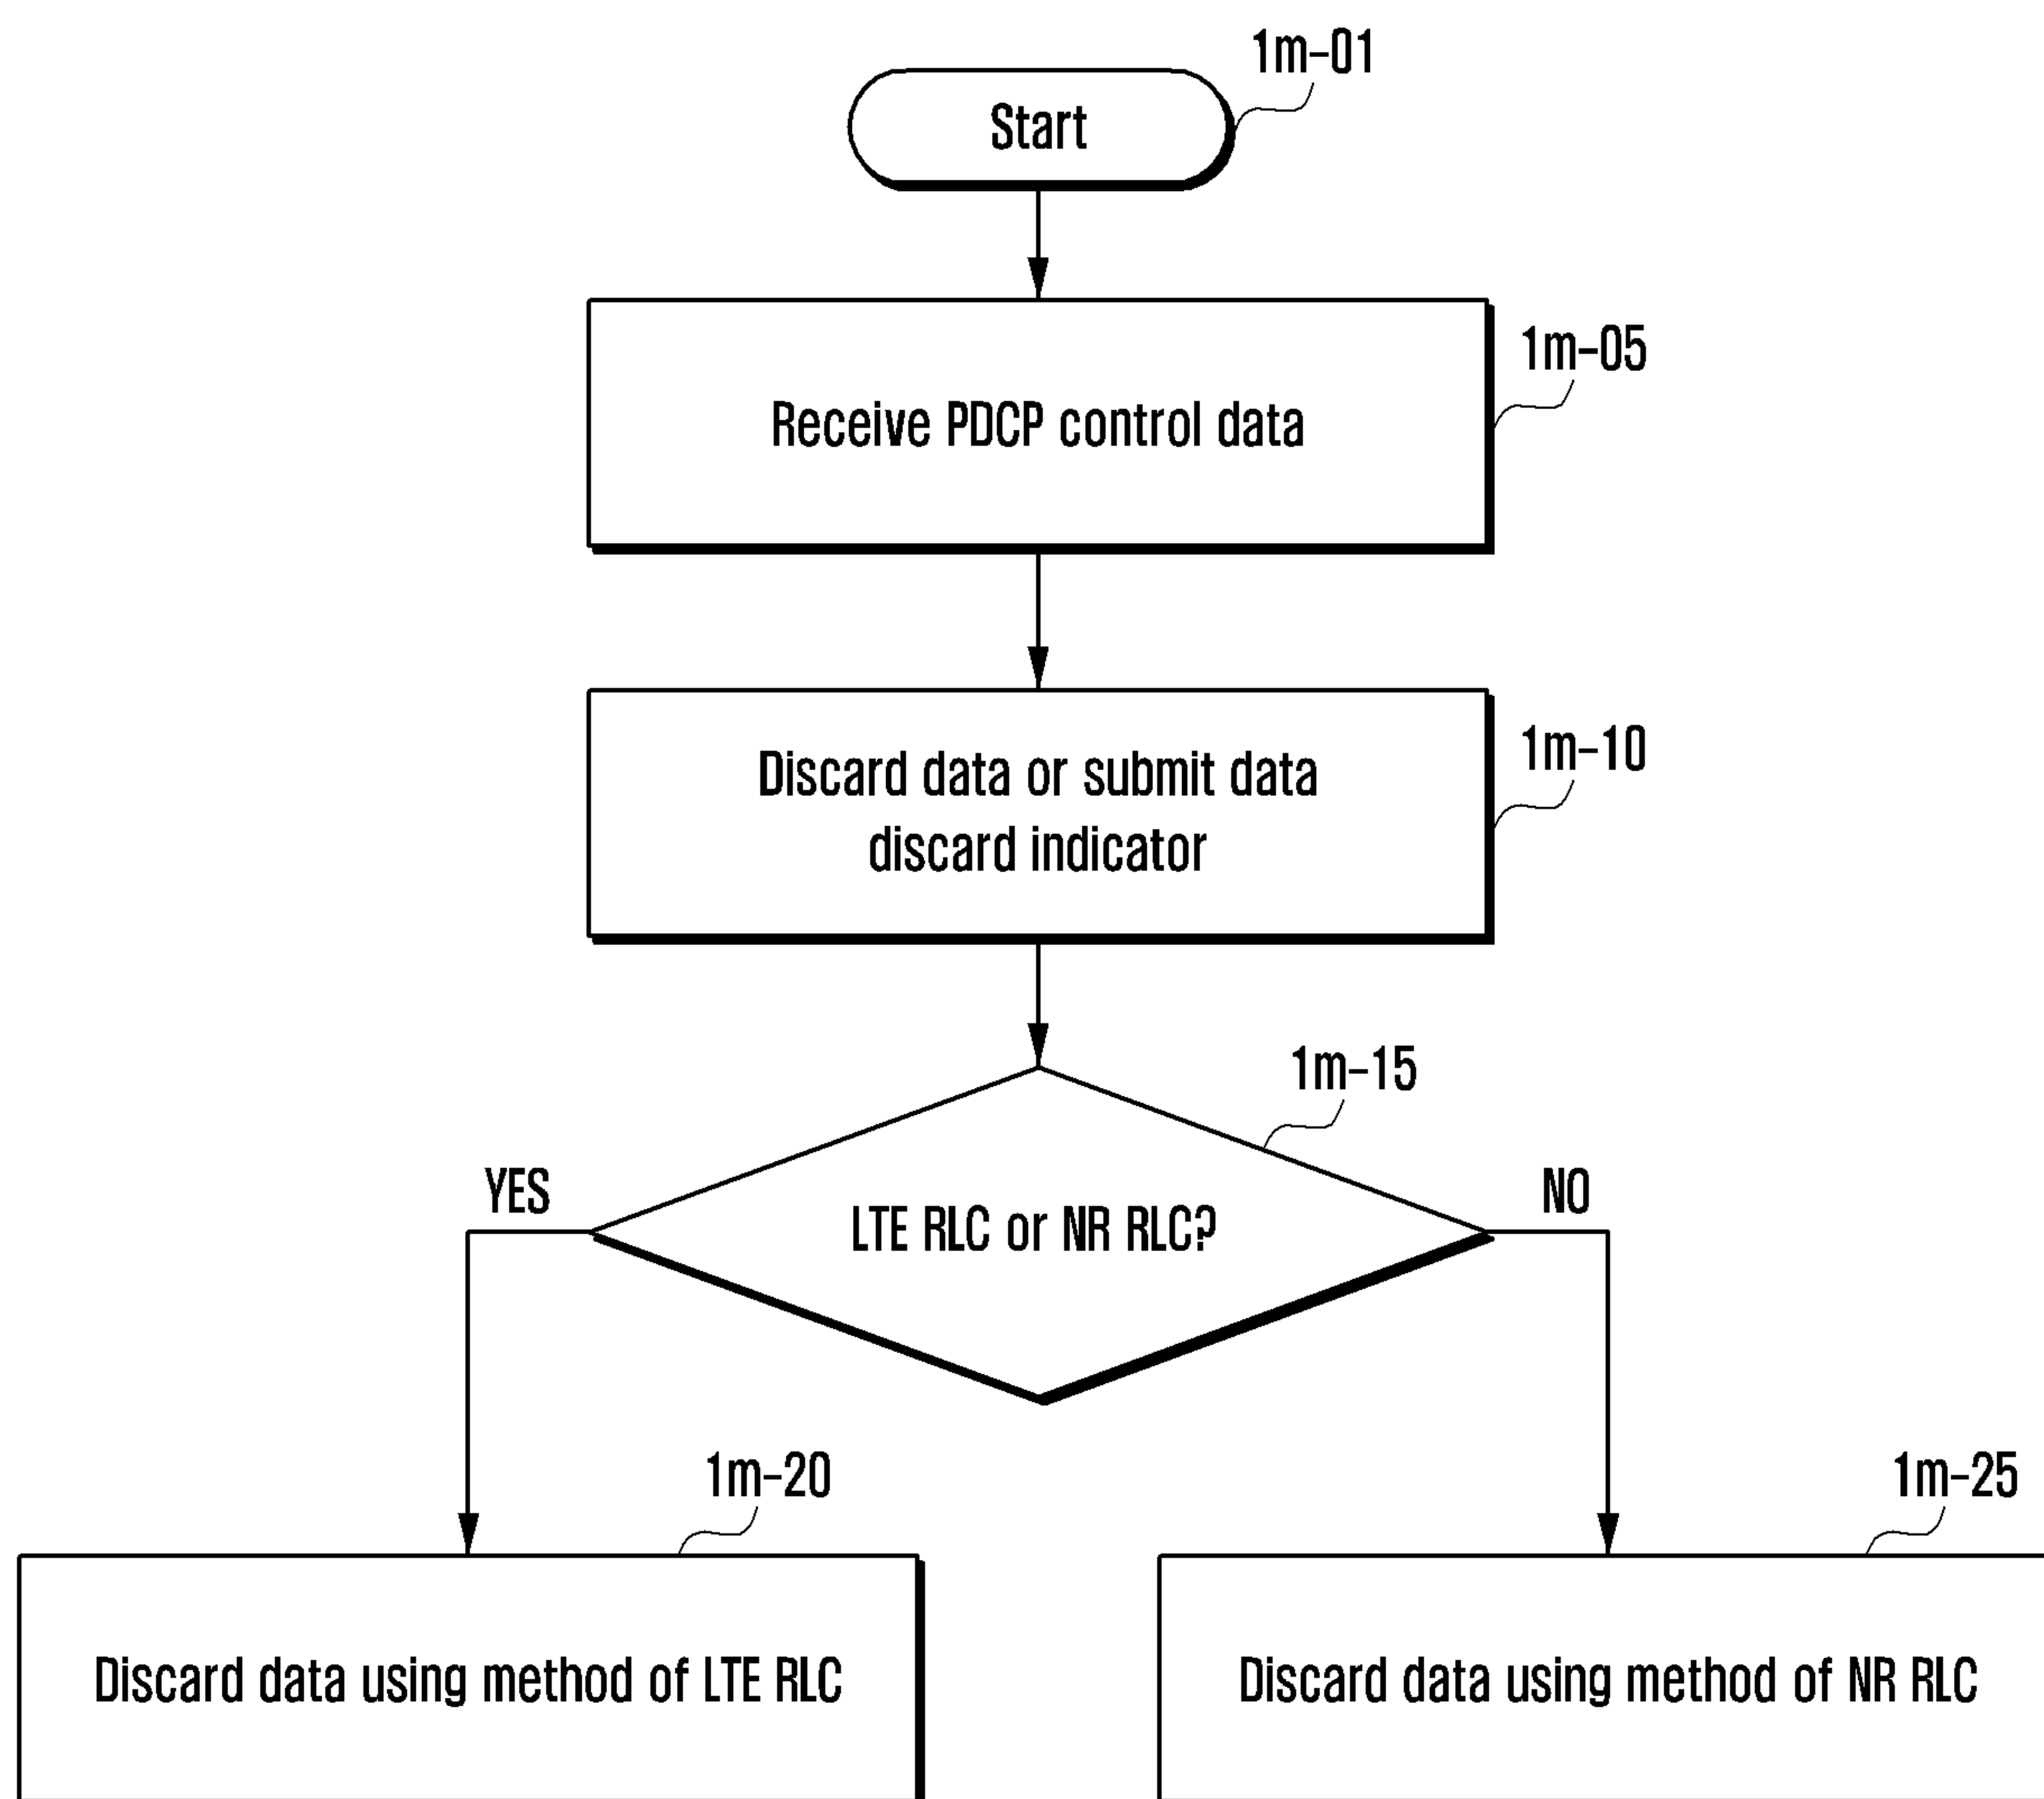 1m-01
Start
1m-05
Receive PDCP control data
1m-10
Discard data or submit data
discard indicator
1m-15
YES
NO
LTE RLC or NR RLC?
1m-20
1m-25
Discard data using method of LTE RLC
Discard data using method of NR RLC